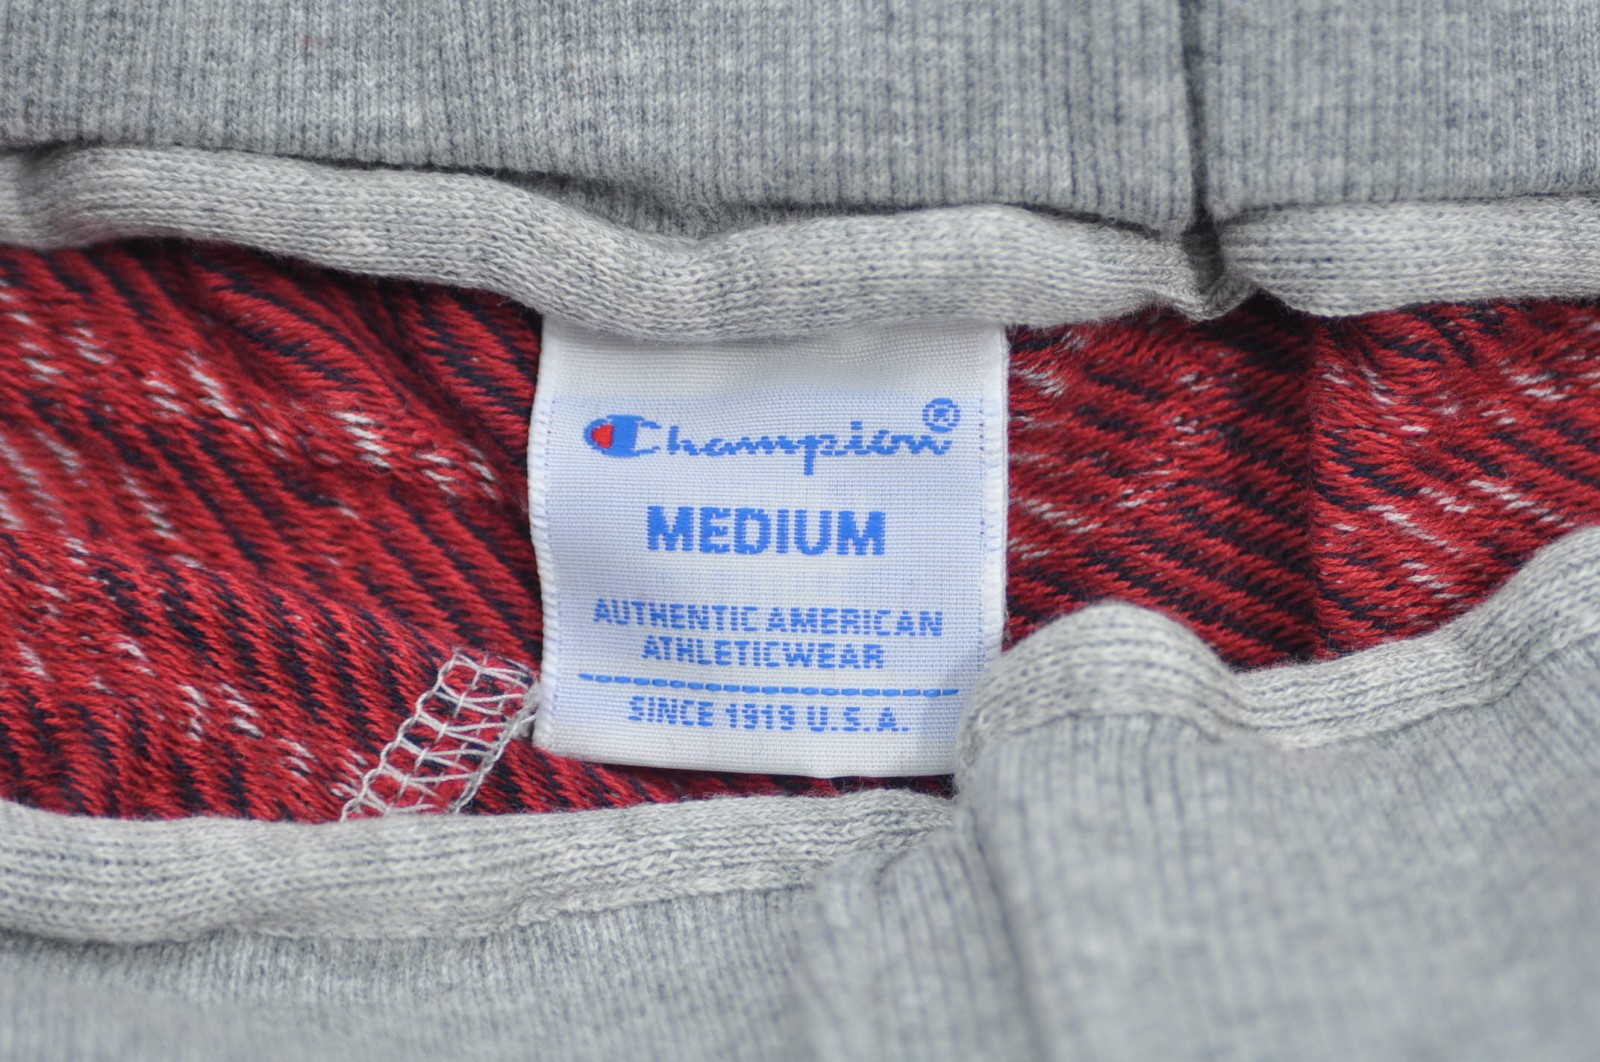 Champion®
MEDIUM
AUTHENTIC AMERICAN
ATHLETICWEAR
SINCE 1919 U.S.A.